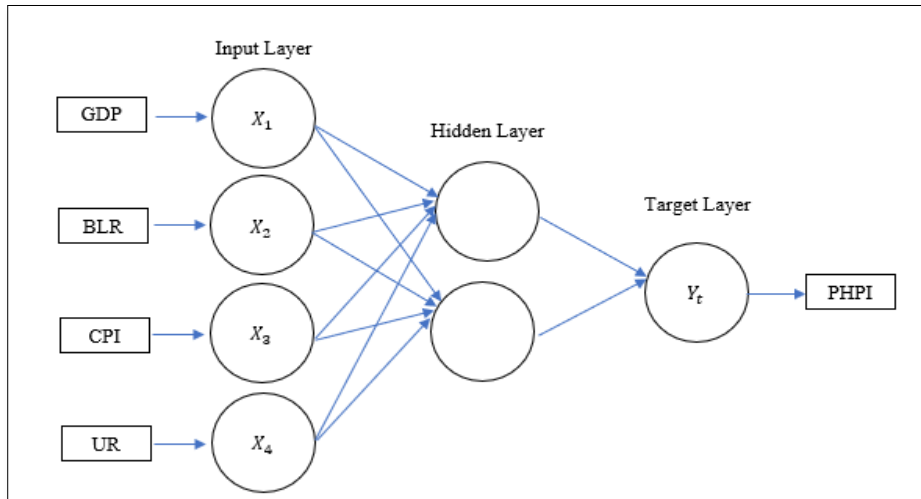 Input Layer
GDP
X₁
Hidden Layer
BLR
X₂
Target Layer
Yₜ
PHPI
CPI
X₃
UR
X₄